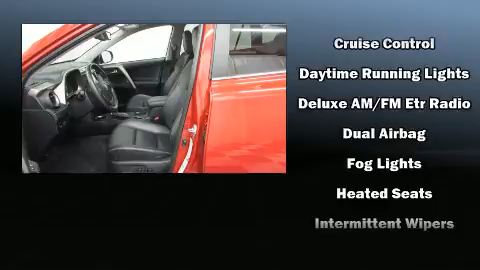 Cruise Control
Daytime Running Lights
Deluxe AM/FM Etr Radio
Dual Airbag
Fog Lights
Heated Seats
Intermittent Wipers